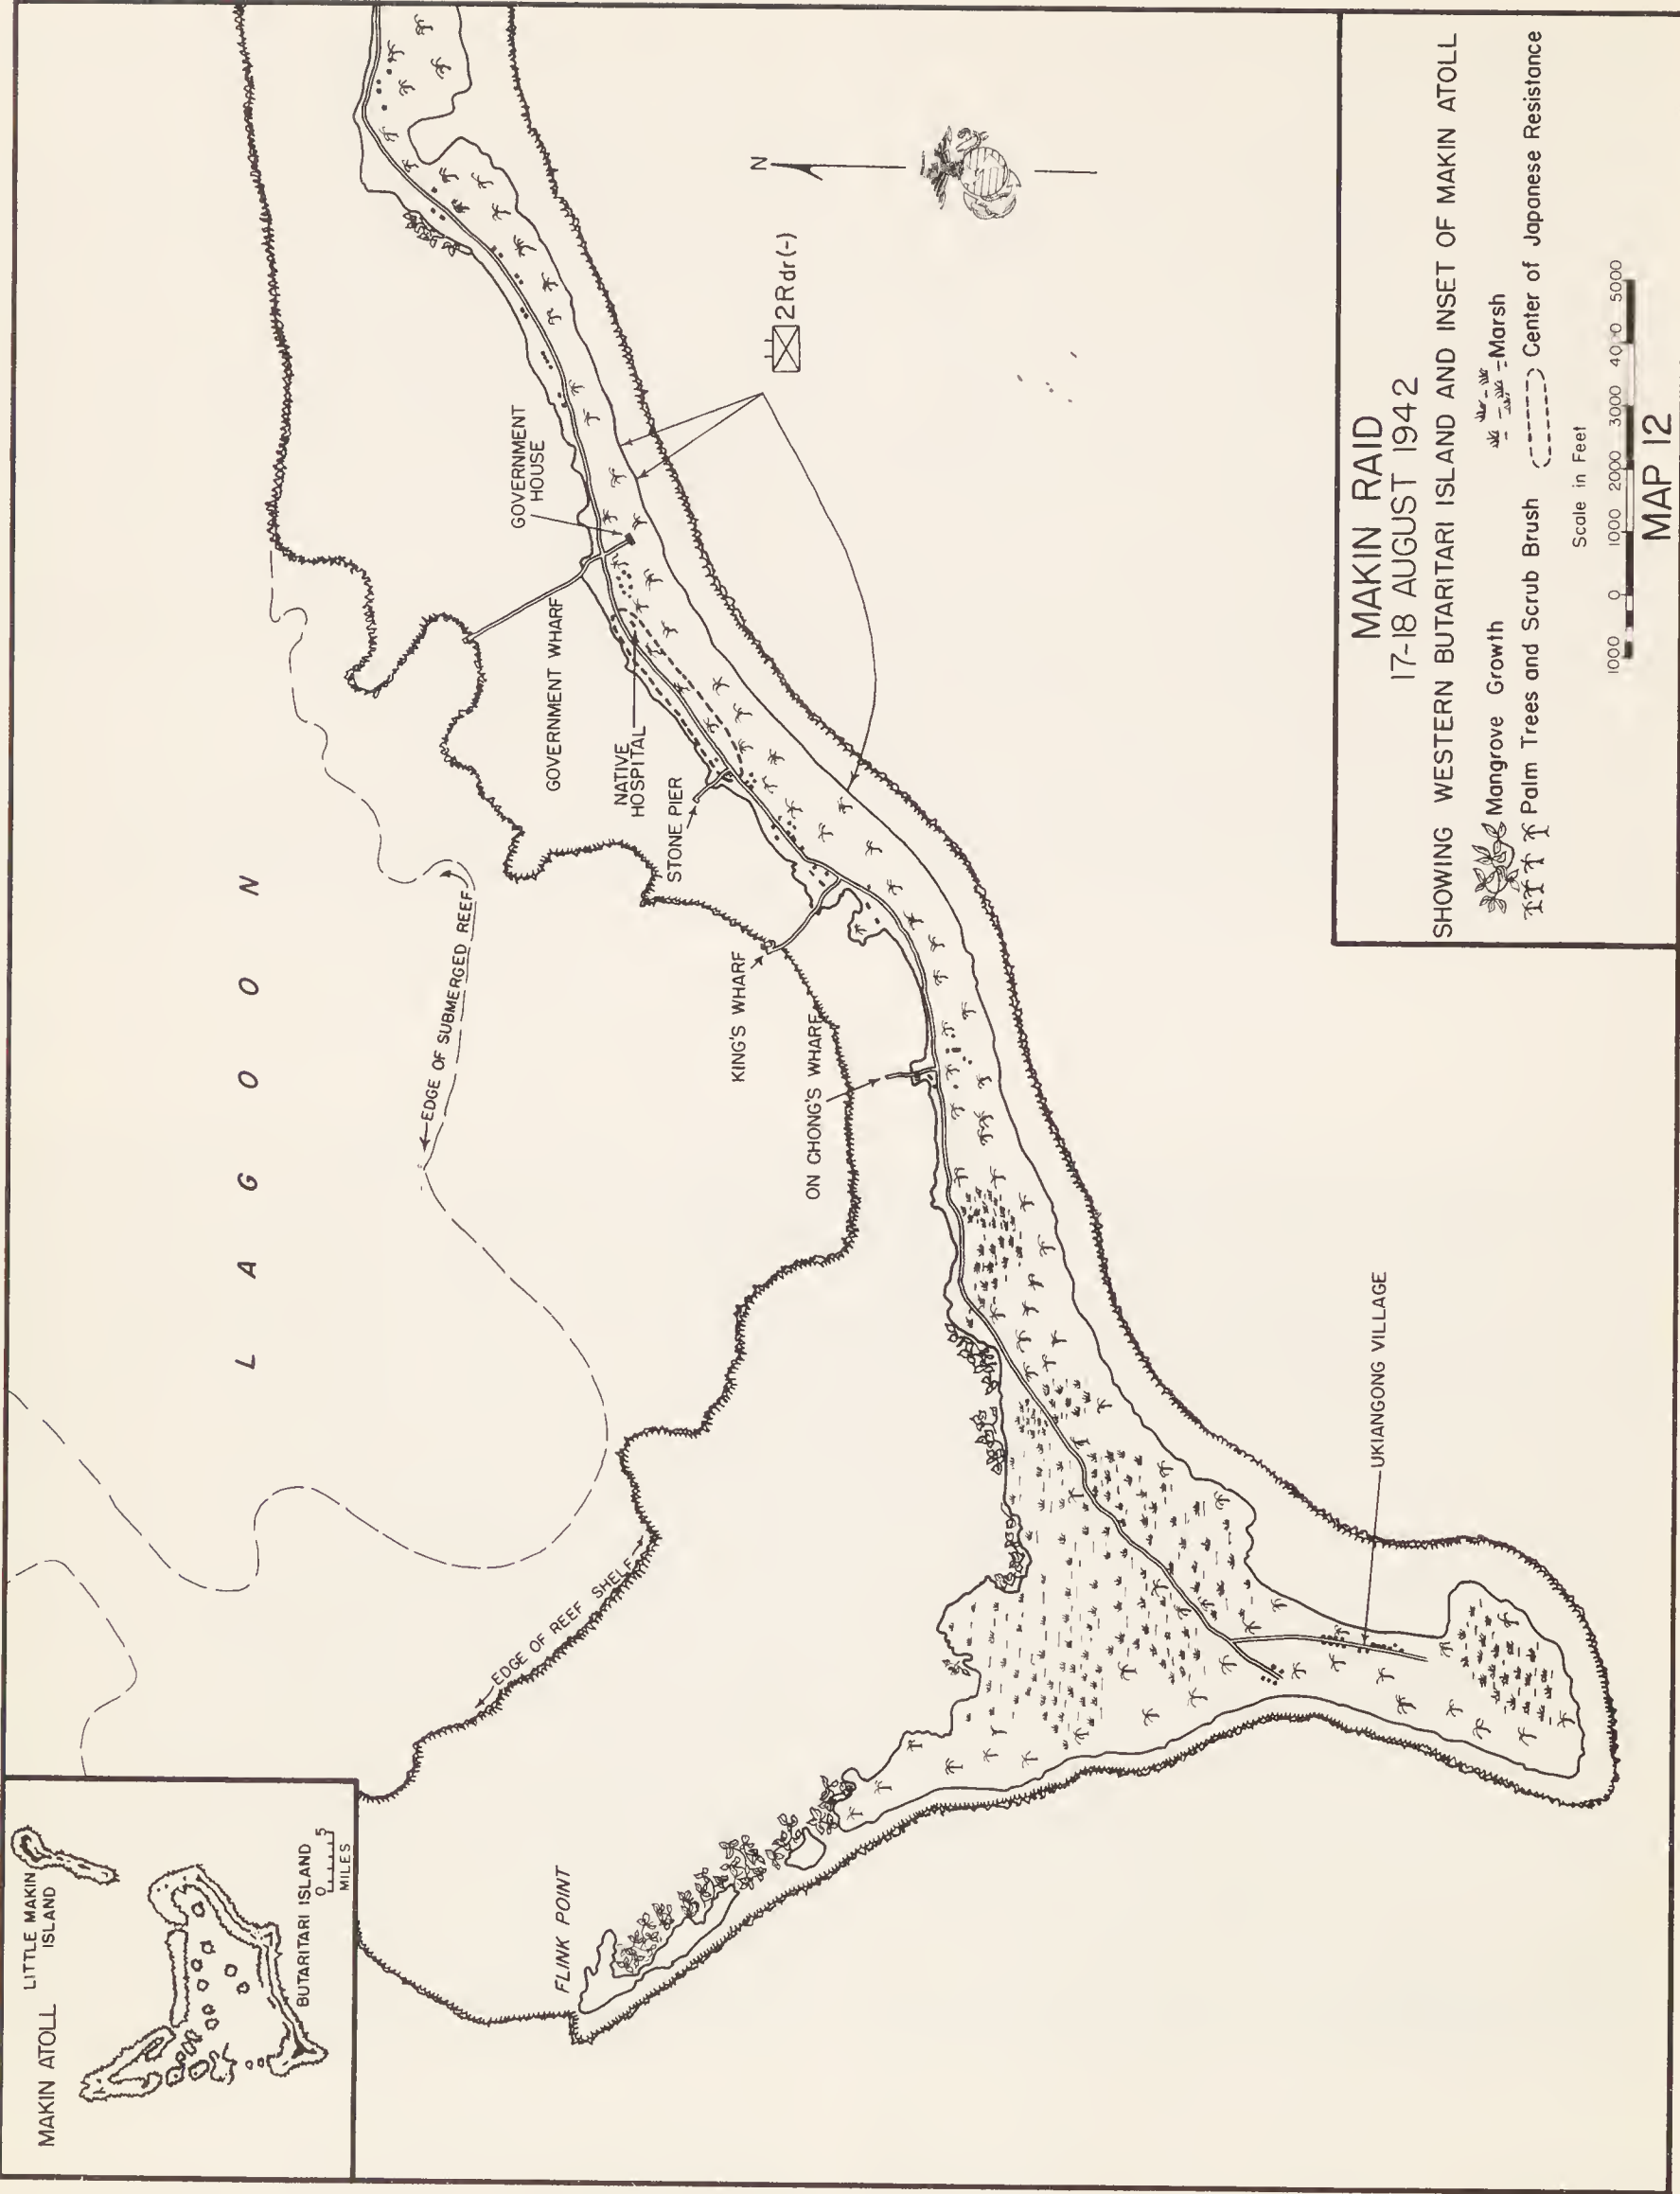 MAKIN ATOLL
LITTLE MAKIN
ISLAND
BUTARITARI ISLAND
0 5
MILES
LAGOON
EDGE OF SUBMERGED REEF
EDGE OF REEF SHELF
FLINK POINT
GOVERNMENT
HOUSE
GOVERNMENT WHARF
NATIVE
HOSPITAL
STONE PIER
KING'S WHARF
ON CHONG'S WHARF
UKIANGONG VILLAGE
N
2Rdr(-)
MAKIN RAID
17-18 AUGUST 1942
SHOWING WESTERN BUTARITARI ISLAND AND INSET OF MAKIN ATOLL
Mangrove Growth
Marsh
Palm Trees and Scrub Brush
Center of Japanese Resistance
Scale in Feet
1000 0 1000 2000 3000 4000 5000
MAP 12